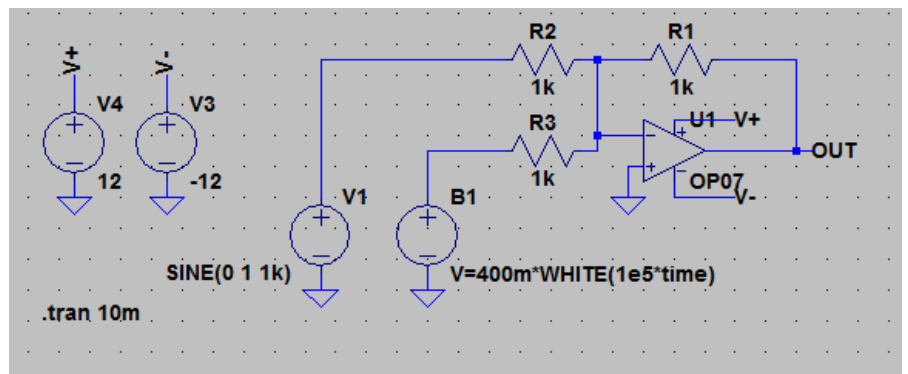 V+
V-
R2
R1
V4
V3
1k
1k
R3
U1
V+
OUT
12
-12
1k
OP07
V-
V1
B1
SINE(0 1 1k)
V=400m*WHITE(1e5*time)
.tran 10m